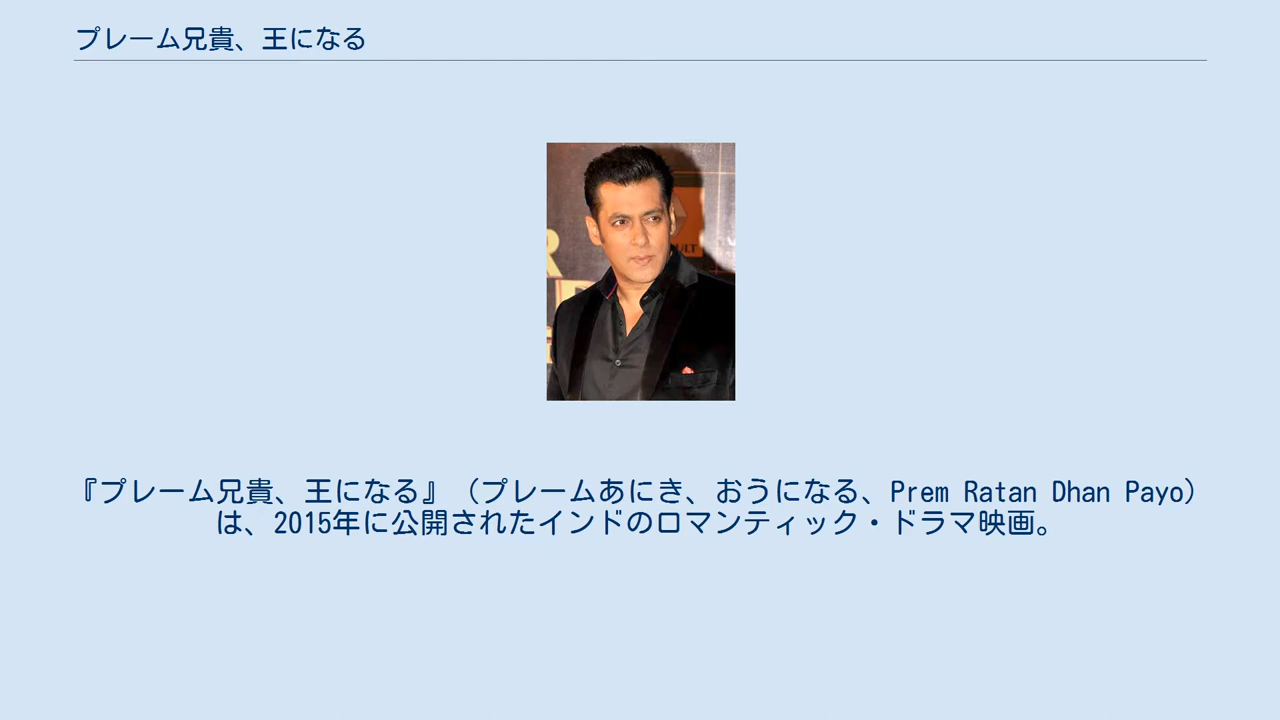 プレーム兄貴、王になる
『プレーム兄貴、王になる』（プレームあにき、おうになる、Prem Ratan Dhan Payo）
は、2015年に公開されたインドのロマンティック・ドラマ映画。